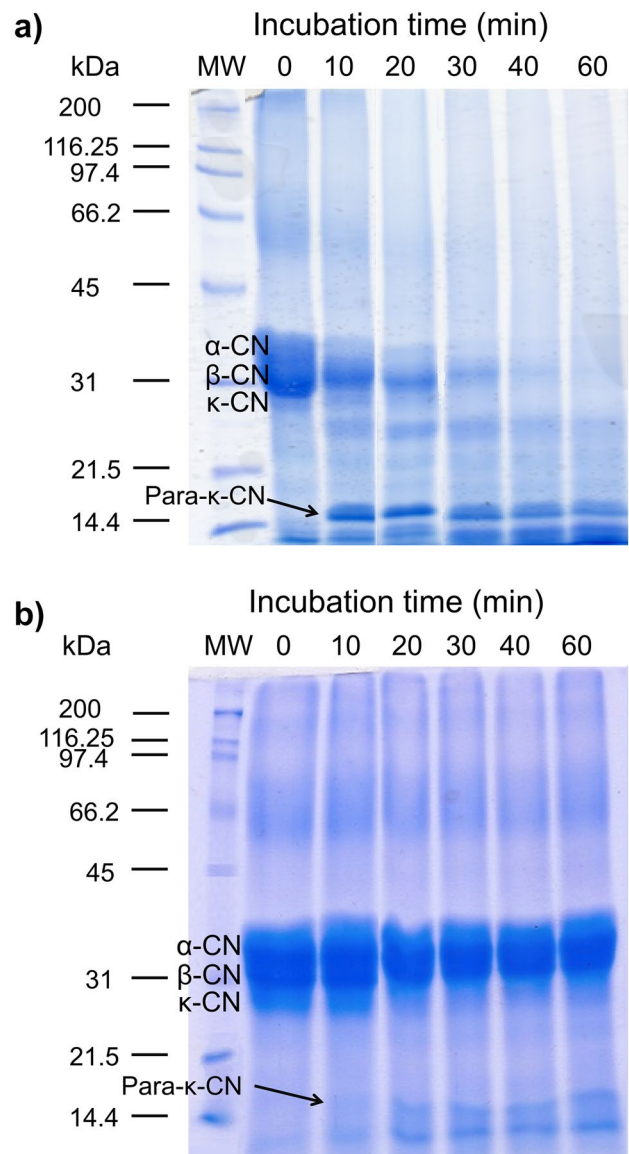 a)
Incubation time (min)
kDa MW 0 10 20 30 40 60
200
116.25
97.4
66.2
45
α-CN
β-CN
31
κ-CN
21.5
Para-κ-CN
14.4
b)
Incubation time (min)
kDa MW 0 10 20 30 40 60
200
116.25
97.4
66.2
45
α-CN
β-CN
31
κ-CN
21.5
Para-κ-CN
14.4